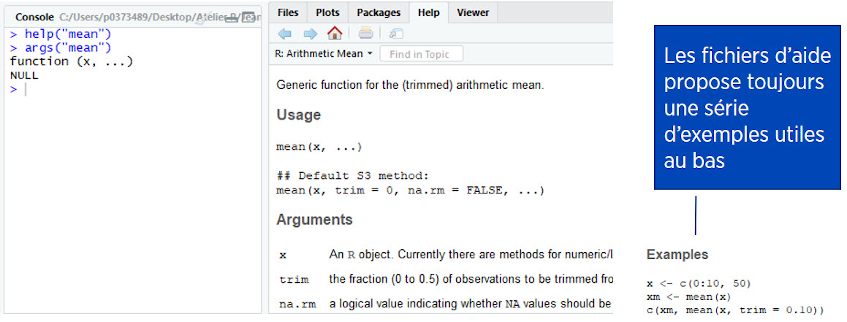 Console C:/Users/p0373489/Desktop/Atelier
> help("mean")
> args("mean")
function (x, ...)
NULL
>
Files Plots Packages Help Viewer
R: Arithmetic Mean Find in Topic
Generic function for the (trimmed) arithmetic mean.
Usage
mean(x, ...)
## Default S3 method:
mean(x, trim = 0, na.rm = FALSE, ...)
Arguments
x An R object. Currently there are methods for numeric/l
trim the fraction (0 to 0.5) of observations to be trimmed fro
na.rm a logical value indicating whether NA values should be
Les fichiers d’aide
propose toujours
une série
d’exemples utiles
au bas
Examples
x <- c(0:10, 50)
xm <- mean(x)
c(xm, mean(x, trim = 0.10))